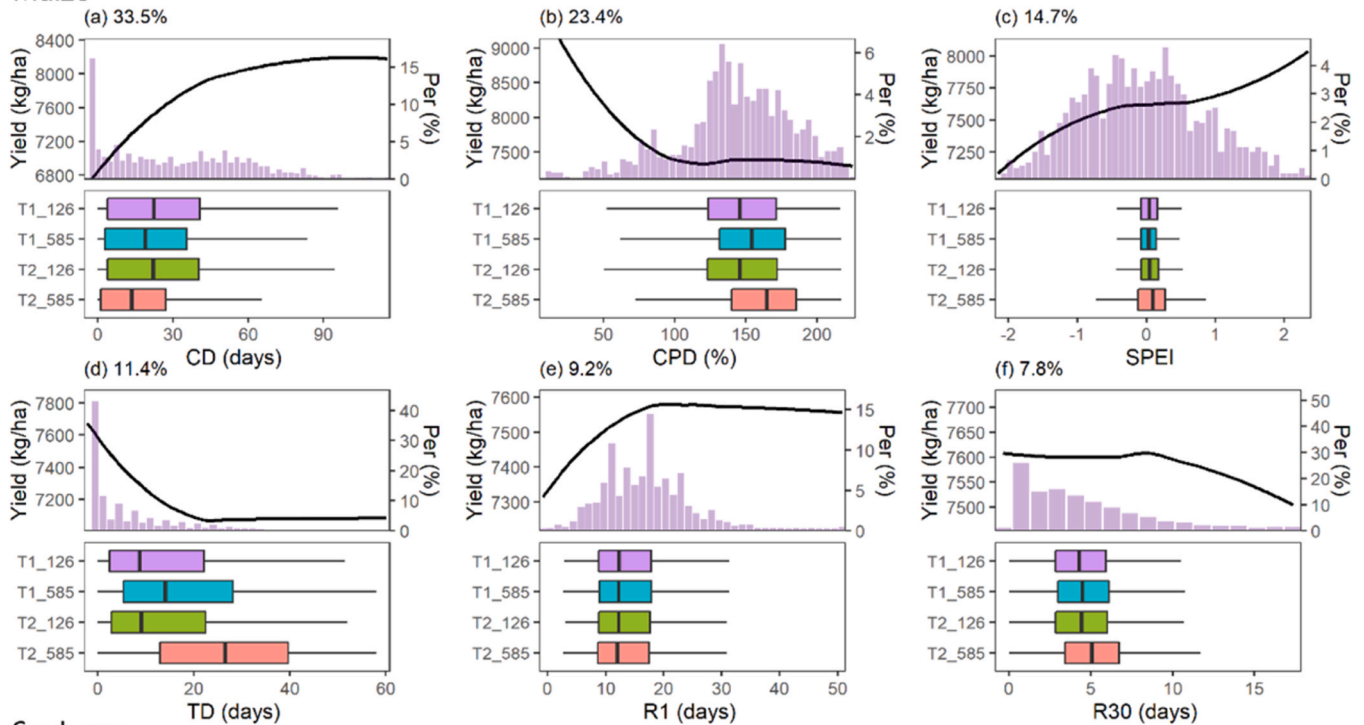 (a) 33.5%
(b) 23.4%
(c) 14.7%
Yield (kg/ha)
8400
8000
7600
7200
6800
15
10
5
0
Per (%)
Yield (kg/ha)
9000
8500
8000
7500
6
4
2
Per (%)
Yield (kg/ha)
8000
7750
7500
7250
4
3
2
1
0
Per (%)
T1_126
T1_585
T2_126
T2_585
0
30
60
90
CD (days)
T1_126
T1_585
T2_126
T2_585
50
100
150
200
CPD (%)
T1_126
T1_585
T2_126
T2_585
-2
-1
0
1
2
SPEI
(d) 11.4%
(e) 9.2%
(f) 7.8%
Yield (kg/ha)
7800
7600
7400
7200
40
30
20
10
0
Per (%)
Yield (kg/ha)
7600
7500
7400
7300
15
10
5
0
Per (%)
Yield (kg/ha)
7700
7650
7600
7550
7500
50
40
30
20
10
0
Per (%)
T1_126
T1_585
T2_126
T2_585
0
20
40
60
TD (days)
T1_126
T1_585
T2_126
T2_585
0
10
20
30
40
50
R1 (days)
T1_126
T1_585
T2_126
T2_585
0
5
10
15
R30 (days)